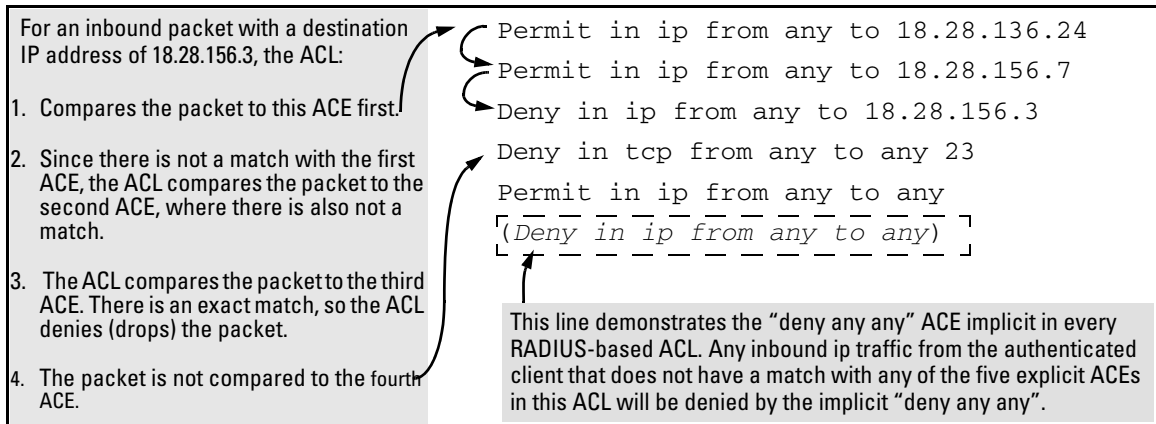 For an inbound packet with a destination
IP address of 18.28.156.3, the ACL:
1. Compares the packet to this ACE first.
2. Since there is not a match with the first
ACE, the ACL compares the packet to the
second ACE, where there is also not a
match.
3. The ACL compares the packet to the third
ACE. There is an exact match, so the ACL
denies (drops) the packet.
4. The packet is not compared to the fourth
ACE.
Permit in ip from any to 18.28.136.24
Permit in ip from any to 18.28.156.7
Deny in ip from any to 18.28.156.3
Deny in tcp from any to any 23
Permit in ip from any to any
(Deny in ip from any to any)
This line demonstrates the “deny any any” ACE implicit in every
RADIUS-based ACL. Any inbound ip traffic from the authenticated
client that does not have a match with any of the five explicit ACEs
in this ACL will be denied by the implicit “deny any any”.